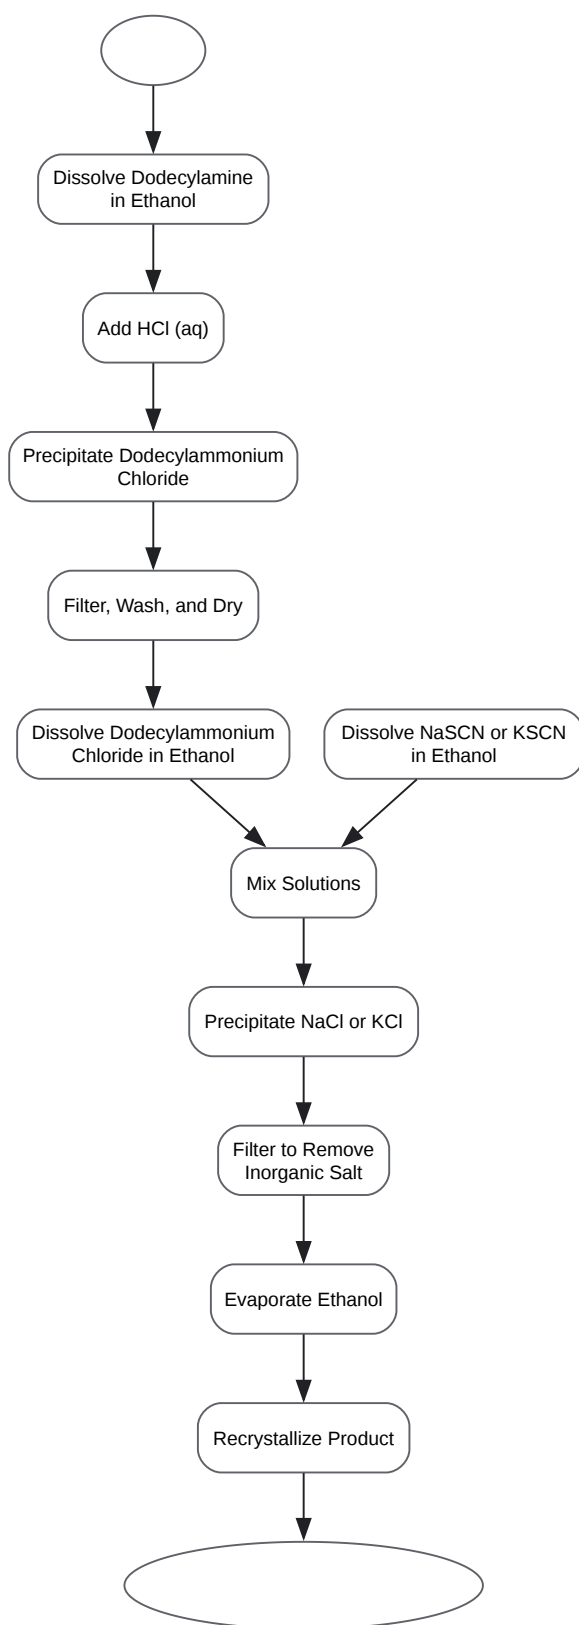 Dissolve Dodecylamine
in Ethanol
Add HCl (aq)
Precipitate Dodecylammonium
Chloride
Filter, Wash, and Dry
Dissolve Dodecylammonium
Chloride in Ethanol
Dissolve NaSCN or KSCN
in Ethanol
Mix Solutions
Precipitate NaCl or KCl
Filter to Remove
Inorganic Salt
Evaporate Ethanol
Recrystallize Product